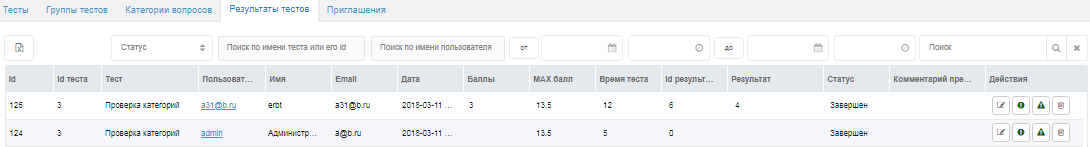 Тесты Группы тестов Категории вопросов Результаты тестов Приглашения
Статус Поиск по имени теста или его id Поиск по имени пользователя от до Поиск
Id Id теста Тест Пользоват... Имя Email Дата Баллы MAX балл Время теста Id результ... Результат Статус Комментарий пре... Действия
125 3 Проверка категорий a31@b.ru erbt a31@b.ru 2018-03-11 ... 3 13.5 12 6 4 Завершен
124 3 Проверка категорий admin Администр... a@b.ru 2018-03-11 ... 13.5 5 0 Завершен